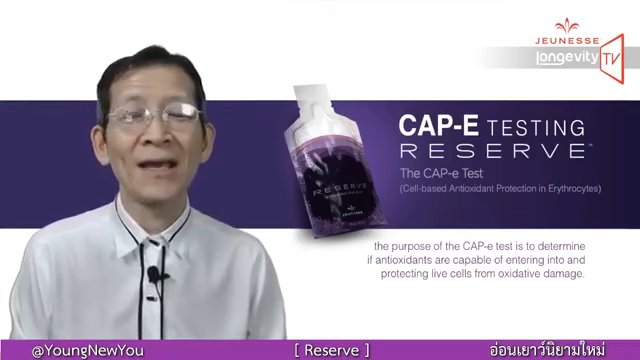 JEUNESSE
longevity TV
CAP-E TESTING
RESERVE™
The CAP-e Test
(Cell-based Antioxidant Protection in Erythrocytes)
RESERVE
JEUNESSE
the purpose of the CAP-e test is to determine
if antioxidants are capable of entering into and
protecting live cells from oxidative damage.
@YoungNewYou
[ Reserve ]
อ่อนเยาว์นิยามใหม่